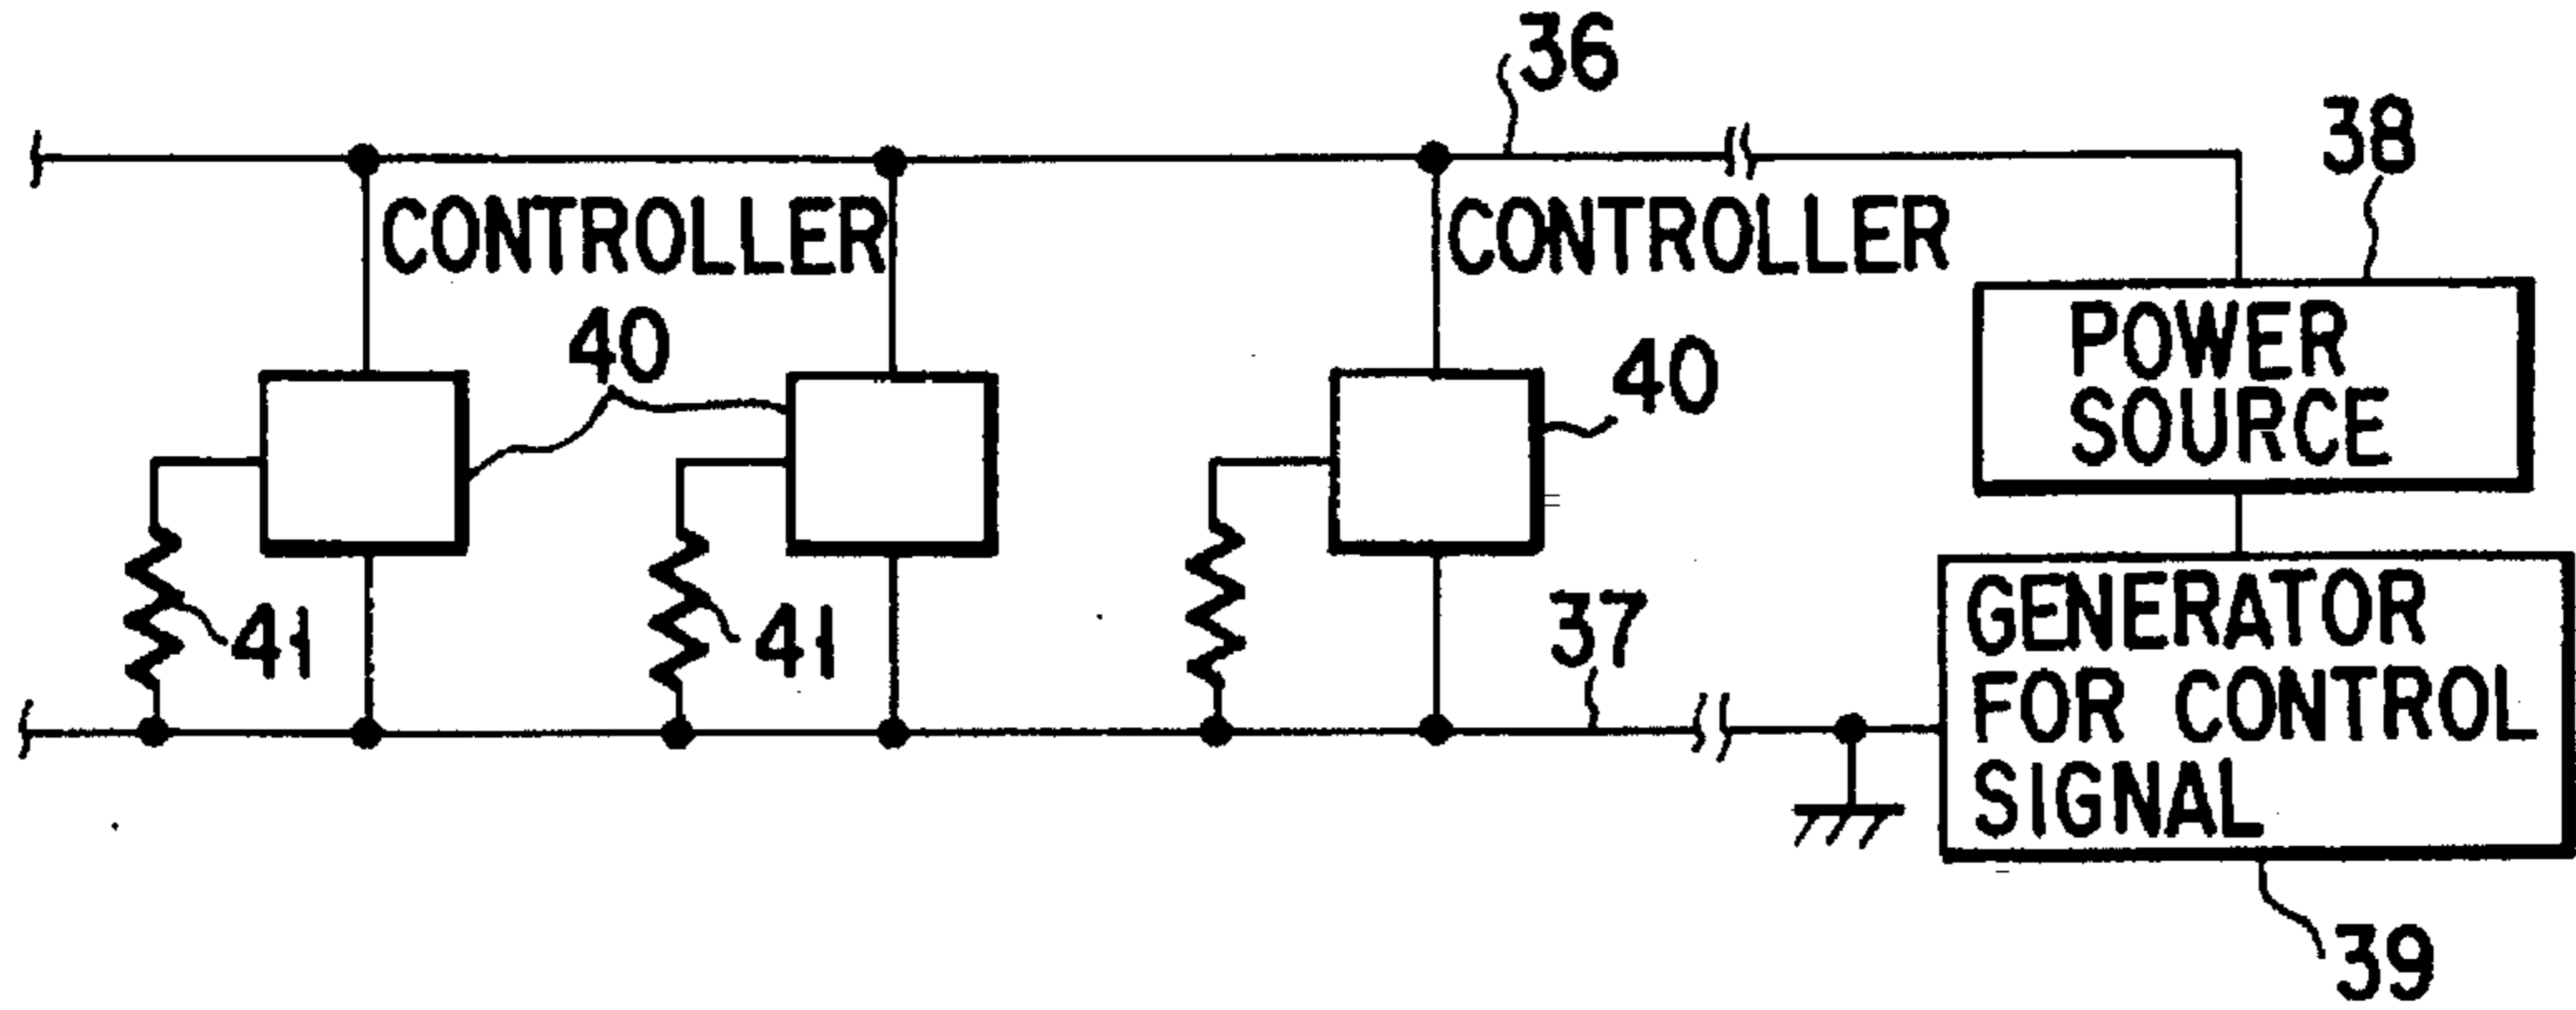 36
38
CONTROLLER
CONTROLLER
40
40
POWER
SOURCE
41
41
37
GENERATOR
FOR CONTROL
SIGNAL
39